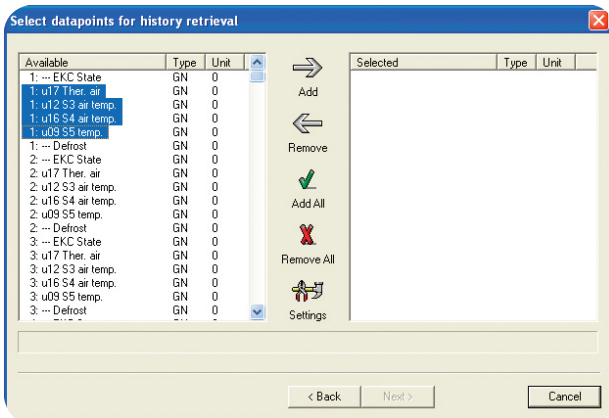 Select datapoints for history retrieval
Available Type Unit
1: --- EKC State GN 0
1: u17 Ther. air GN 0
1: u12 S3 air temp. GN 0
1: u16 S4 air temp. GN 0
1: u09 S5 temp. GN 0
1: --- Defrost GN 0
2: --- EKC State GN 0
2: u17 Ther. air GN 0
2: u12 S3 air temp. GN 0
2: u16 S4 air temp. GN 0
2: u09 S5 temp. GN 0
2: --- Defrost GN 0
3: --- EKC State GN 0
3: u17 Ther. air GN 0
3: u12 S3 air temp. GN 0
3: u16 S4 air temp. GN 0
3: u09 S5 temp. GN 0
3: --- Defrost GN 0
Add
Remove
Add All
Remove All
Settings
Selected Type Unit
< Back Next > Cancel